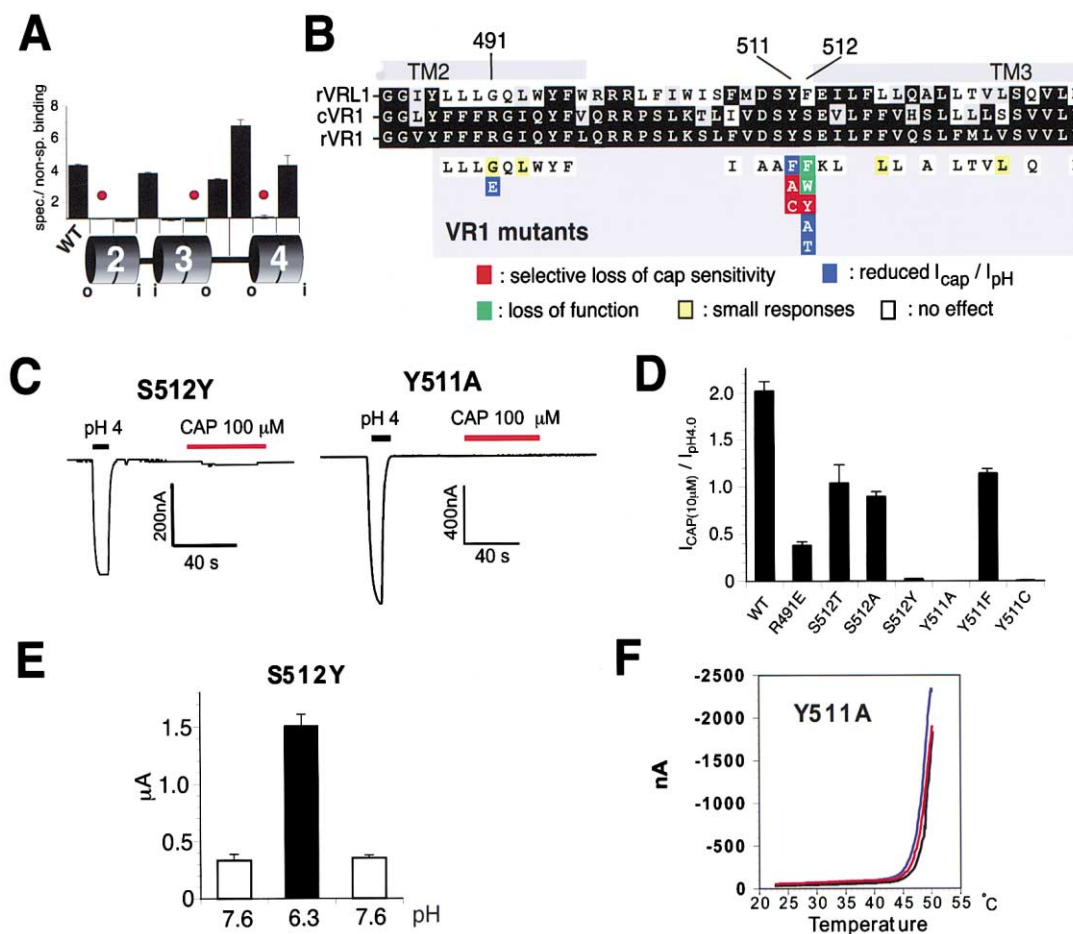 A
spec./ non-sp. binding
8
6
4
2
WT
2 3 4
o i i o o i
B
491
511 512
TM2 TM3
rVRL1 GGIYLLLGQLWYFWRRRLFIWISFMDSYFEILFLLQALLTVLSQVL
cVR1 GGLYFFFRGIQYFVQRRPSLKTLIVDSYSEVLFFVHSLLLLSSVVL
rVR1 GGVYFFFRGIQYFLQRRPSLKSLFVDSYSEILFFVQSLFMLVSVVL
LLLGQLWYF I AAFFKL L L A LTVL Q
E A W
C Y
A
T
VR1 mutants
: selective loss of cap sensitivity
: reduced Icap / IpH
: loss of function
: small responses
: no effect
C
S512Y
pH 4
CAP 100 μM
200nA
40 s
Y511A
pH 4
CAP 100 μM
400nA
40 s
D
ICAP(10μM) / IpH4.0
2.0
1.5
1.0
0.5
0
WT
R491E
S512T
S512A
S512Y
Y511A
Y511F
Y511C
E
S512Y
μA
1.5
1.0
0.5
0
7.6 6.3 7.6 pH
F
Y511A
nA
-2500
-2000
-1500
-1000
-500
0
20 25 30 35 40 45 50 55 °C
Temperature